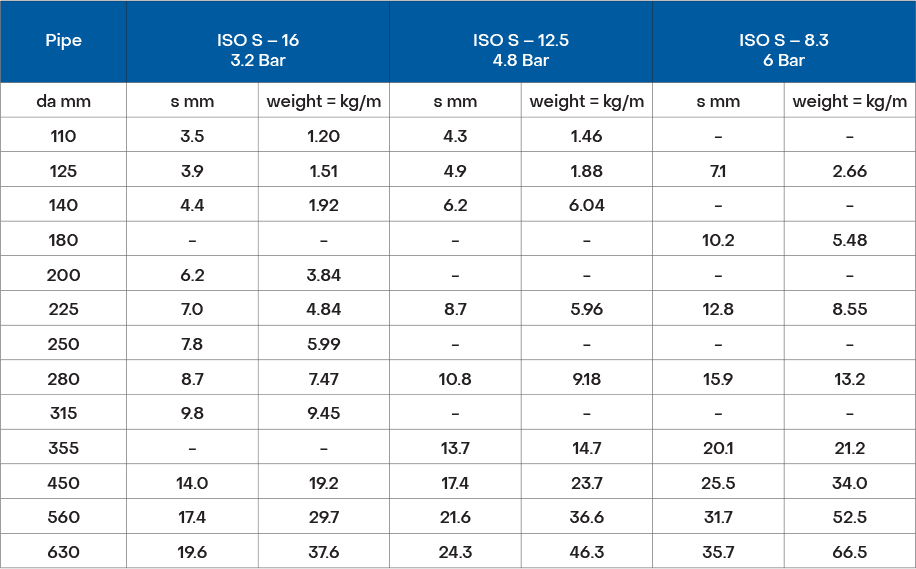 Pipe ISO S – 16 ISO S – 12.5 ISO S – 8.3
3.2 Bar 4.8 Bar 6 Bar
da mm s mm weight = kg/m s mm weight = kg/m s mm weight = kg/m
110 3.5 1.20 4.3 1.46 – –
125 3.9 1.51 4.9 1.88 7.1 2.66
140 4.4 1.92 6.2 6.04 – –
180 – – – – 10.2 5.48
200 6.2 3.84 – – – –
225 7.0 4.84 8.7 5.96 12.8 8.55
250 7.8 5.99 – – – –
280 8.7 7.47 10.8 9.18 15.9 13.2
315 9.8 9.45 – – – –
355 – – 13.7 14.7 20.1 21.2
450 14.0 19.2 17.4 23.7 25.5 34.0
560 17.4 29.7 21.6 36.6 31.7 52.5
630 19.6 37.6 24.3 46.3 35.7 66.5